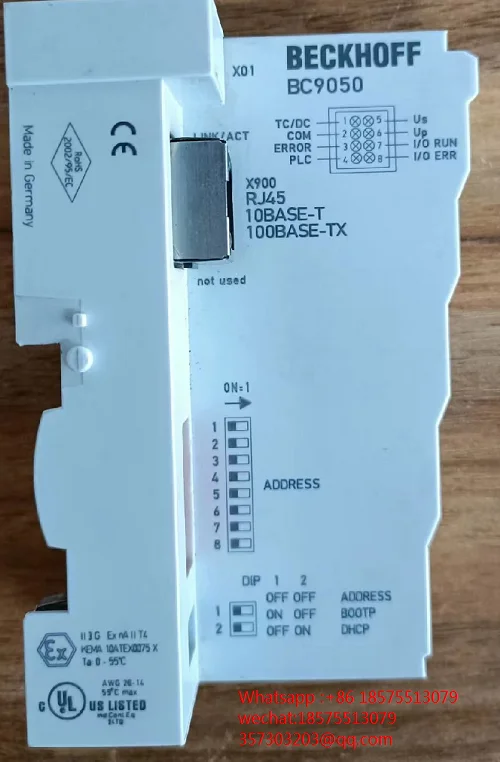 X01
BECKHOFF
BC9050
TC/DC 1 5 Us
COM 2 6 Up
ERROR 3 7 I/O RUN
PLC 4 8 I/O ERR
LINK/ACT
X900
RJ45
10BASE-T
100BASE-TX
not used
CE
RoHS
2002/95/EC
Made in Germany
ON=1
1
2
3
4
5
6
7
8
ADDRESS
DIP 1 2
OFF OFF ADDRESS
1 ON OFF BOOTP
2 OFF ON DHCP
Ex
II 3 G Ex nA II T4
KEMA 10ATEX0075 X
Ta 0 - 55°C
AWG 26-14
55°C max
C UL US LISTED
Whatsapp :+86 18575513079
wechat:18575513079
357303203@qq.com